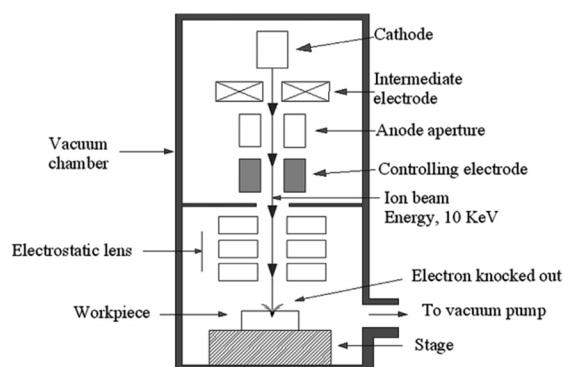 Cathode
Intermediate
electrode
Anode aperture
Vacuum
chamber
Controlling electrode
Ion beam
Energy, 10 KeV
Electrostatic lens
Electron knocked out
Workpiece
To vacuum pump
Stage